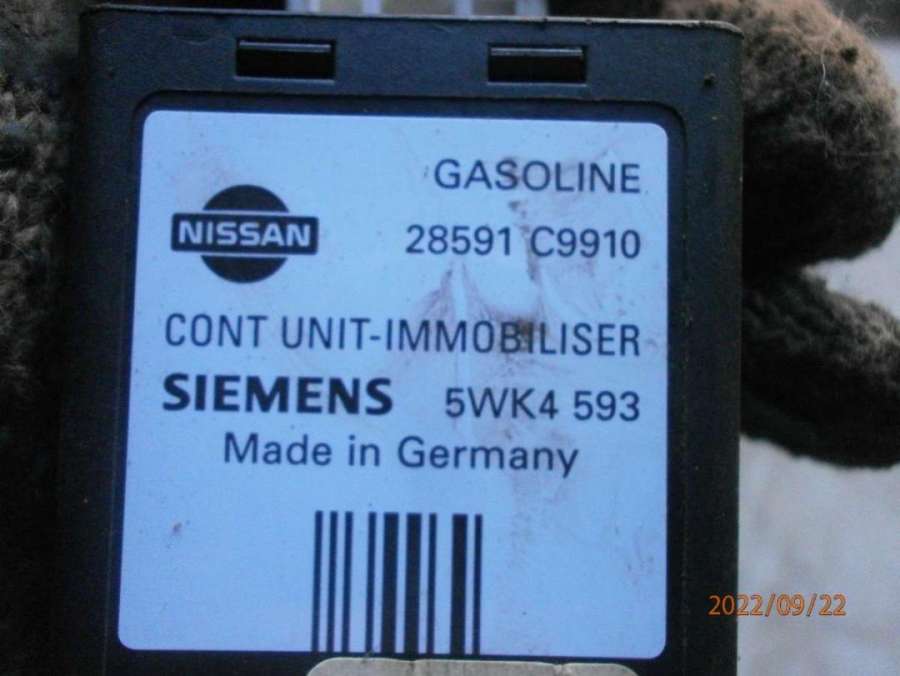 GASOLINE
NISSAN 28591 C9910
CONT UNIT-IMMOBILISER
SIEMENS 5WK4 593
Made in Germany
2022/09/22